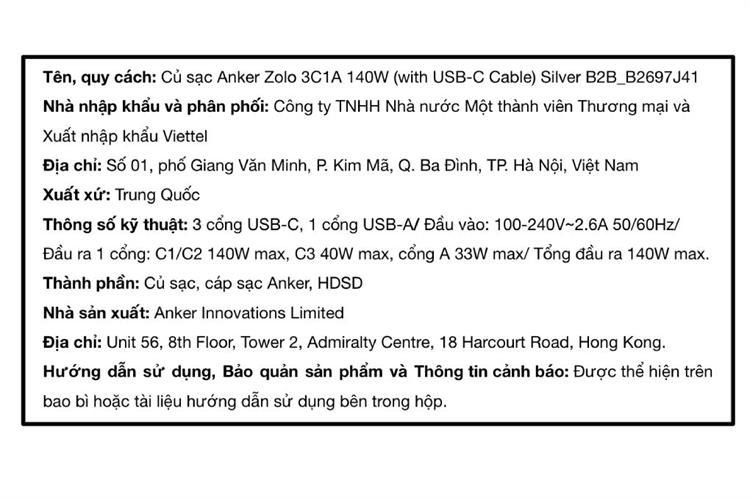 Tên, quy cách: Củ sạc Anker Zolo 3C1A 140W (with USB-C Cable) Silver B2B_B2697J41
Nhà nhập khẩu và phân phối: Công ty TNHH Nhà nước Một thành viên Thương mại và
Xuất nhập khẩu Viettel
Địa chỉ: Số 01, phố Giang Văn Minh, P. Kim Mã, Q. Ba Đình, TP. Hà Nội, Việt Nam
Xuất xứ: Trung Quốc
Thông số kỹ thuật: 3 cổng USB-C, 1 cổng USB-A/ Đầu vào: 100-240V~2.6A 50/60Hz/
Đầu ra 1 cổng: C1/C2 140W max, C3 40W max, cổng A 33W max/ Tổng đầu ra 140W max.
Thành phần: Củ sạc, cáp sạc Anker, HDSD
Nhà sản xuất: Anker Innovations Limited
Địa chỉ: Unit 56, 8th Floor, Tower 2, Admiralty Centre, 18 Harcourt Road, Hong Kong.
Hướng dẫn sử dụng, Bảo quản sản phẩm và Thông tin cảnh báo: Được thể hiện trên
bao bì hoặc tài liệu hướng dẫn sử dụng bên trong hộp.